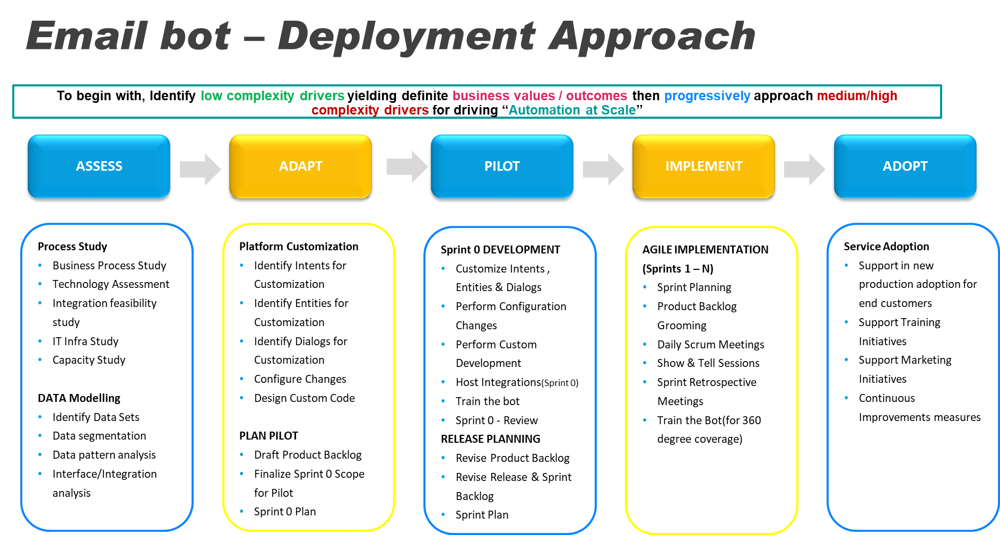 Email bot – Deployment Approach
To begin with, Identify low complexity drivers yielding definite business values / outcomes then progressively approach medium/high
complexity drivers for driving “Automation at Scale”
ASSESS
ADAPT
PILOT
IMPLEMENT
ADOPT
Process Study
• Business Process Study
• Technology Assessment
• Integration feasibility
study
• IT Infra Study
• Capacity Study
DATA Modelling
• Identify Data Sets
• Data segmentation
• Data pattern analysis
• Interface/Integration
analysis
Platform Customization
• Identify Intents for
Customization
• Identify Entities for
Customization
• Identify Dialogs for
Customization
• Configure Changes
• Design Custom Code
PLAN PILOT
• Draft Product Backlog
• Finalize Sprint 0 Scope
for Pilot
• Sprint 0 Plan
Sprint 0 DEVELOPMENT
• Customize Intents ,
Entities & Dialogs
• Perform Configuration
Changes
• Perform Custom
Development
• Host Integrations(Sprint 0)
• Train the bot
• Sprint 0 - Review
RELEASE PLANNING
• Revise Product Backlog
• Revise Release & Sprint
Backlog
• Sprint Plan
AGILE IMPLEMENTATION
(Sprints 1 – N)
• Sprint Planning
• Product Backlog
Grooming
• Daily Scrum Meetings
• Show & Tell Sessions
• Sprint Retrospective
Meetings
• Train the Bot(for 360
degree coverage)
Service Adoption
• Support in new
production adoption for
end customers
• Support Training
Initiatives
• Support Marketing
Initiatives
• Continuous
Improvements measures